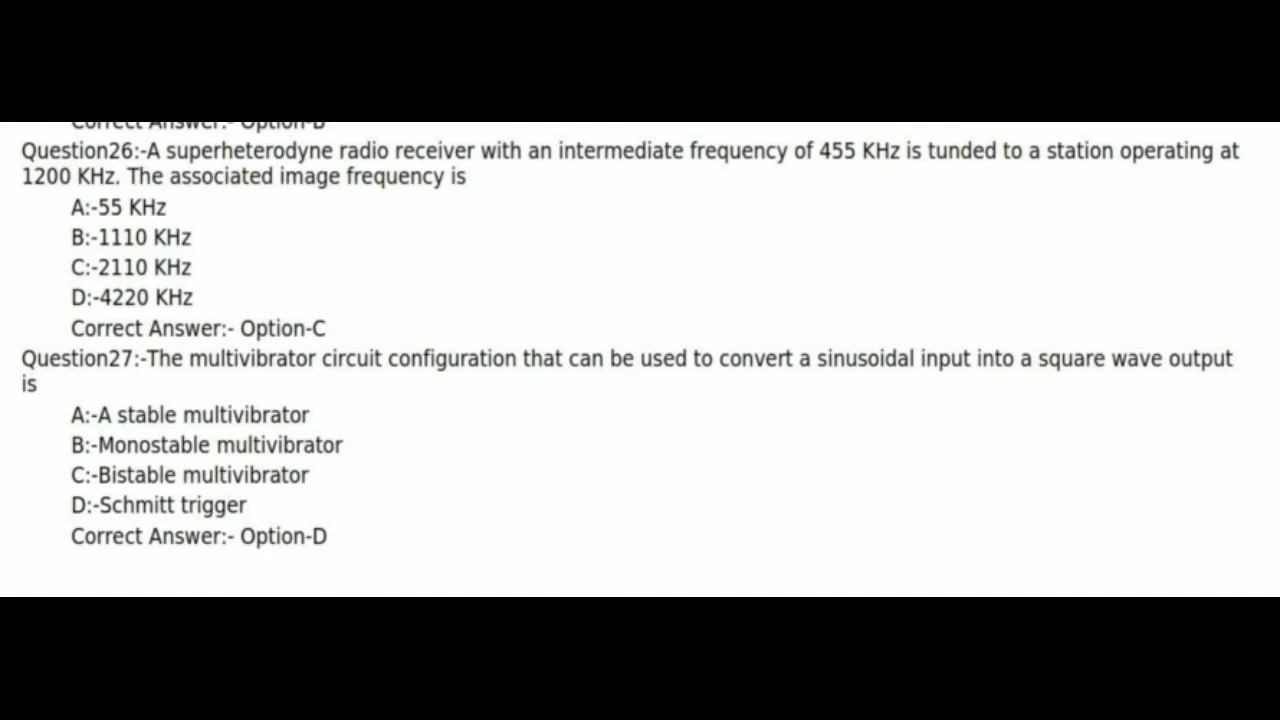 Correct Answer:- Option-B
Question26:-A superheterodyne radio receiver with an intermediate frequency of 455 KHz is tunded to a station operating at
1200 KHz. The associated image frequency is
A:-55 KHz
B:-1110 KHz
C:-2110 KHz
D:-4220 KHz
Correct Answer:- Option-C
Question27:-The multivibrator circuit configuration that can be used to convert a sinusoidal input into a square wave output
is
A:-A stable multivibrator
B:-Monostable multivibrator
C:-Bistable multivibrator
D:-Schmitt trigger
Correct Answer:- Option-D